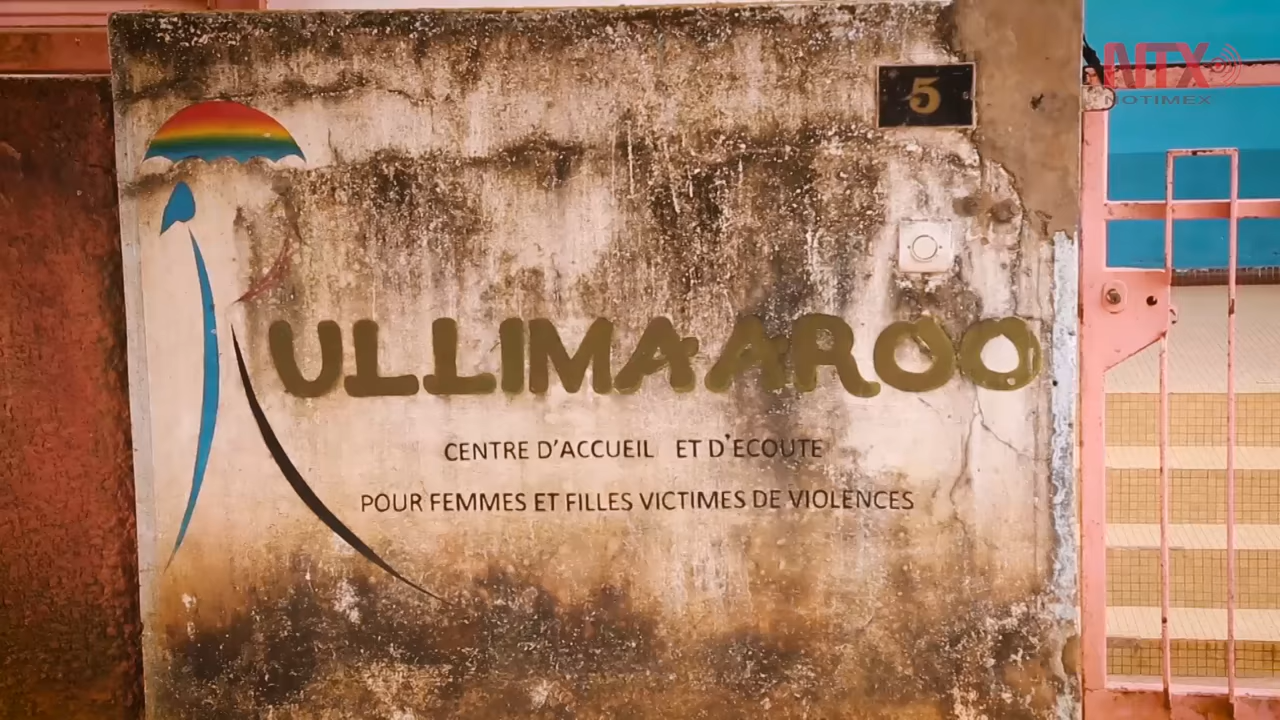 NTX
NOTIMEX
5
ULLIMAAROO
CENTRE D'ACCUEIL ET D'ECOUTE
POUR FEMMES ET FILLES VICTIMES DE VIOLENCES